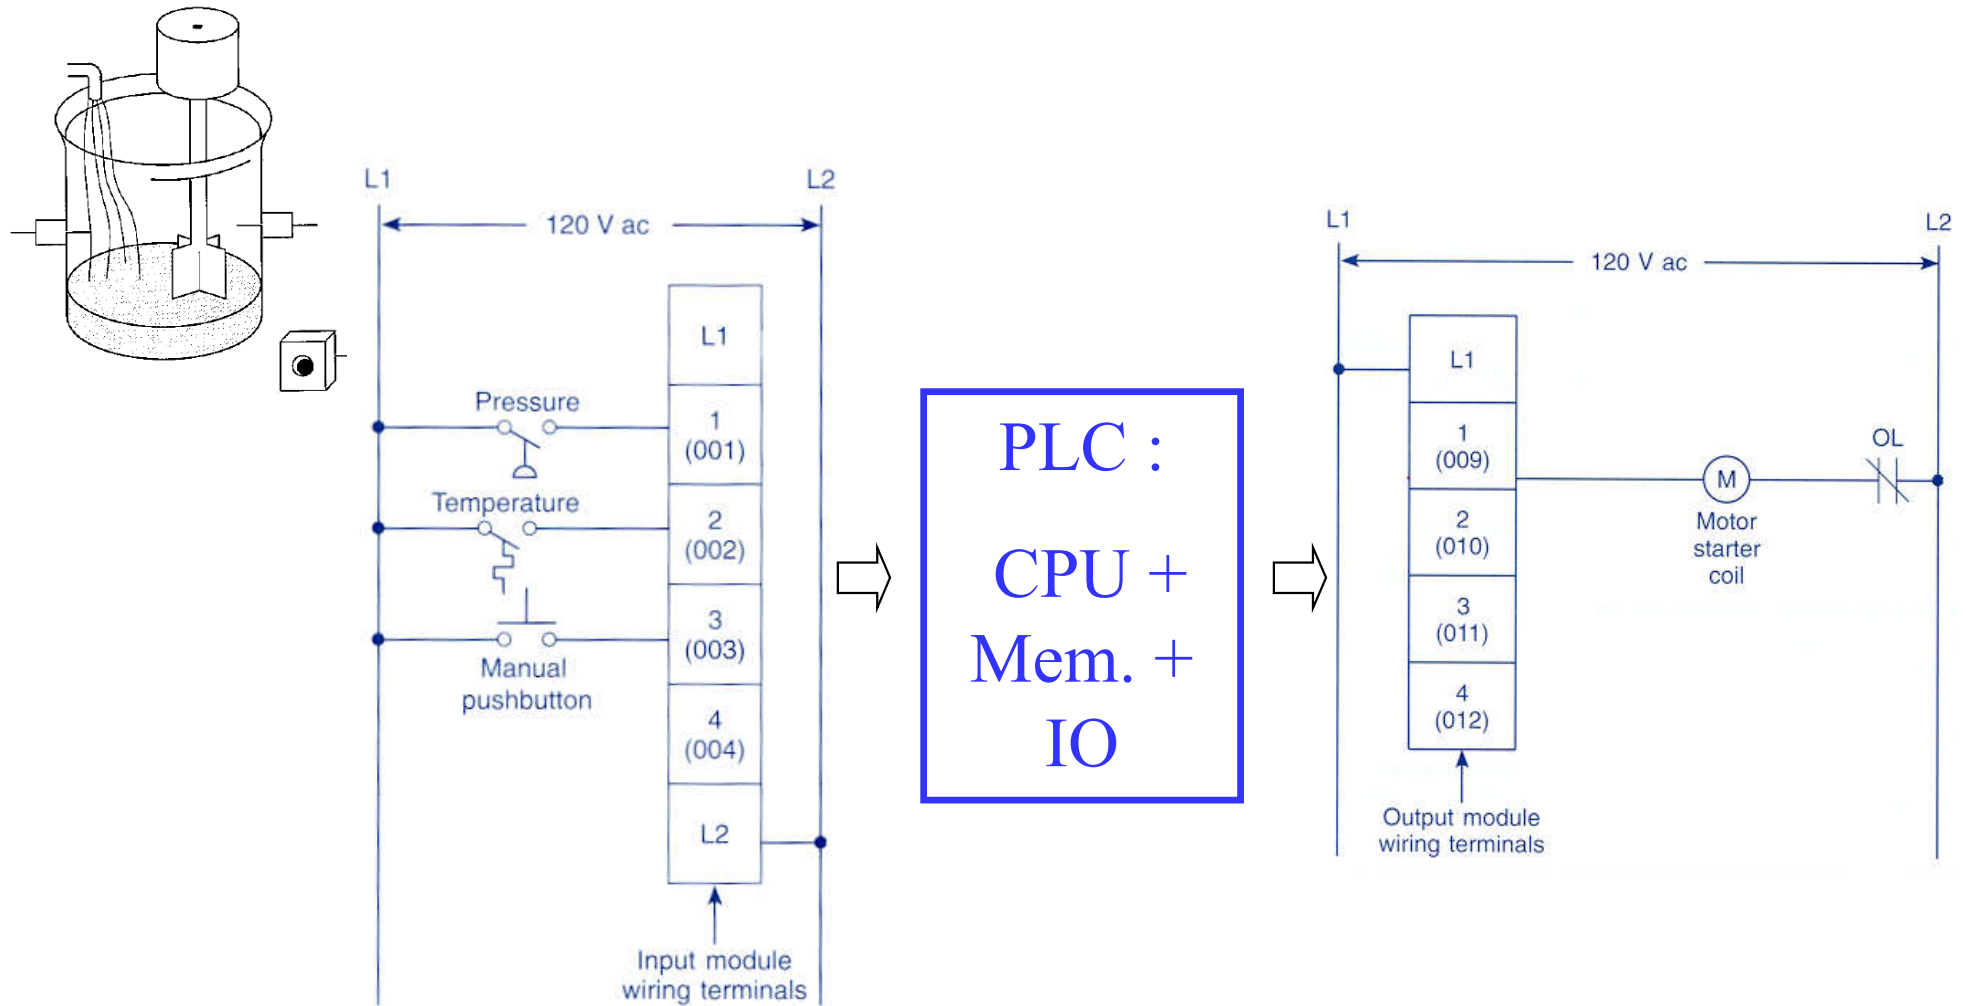 L1
L2
120 V ac
L1
Pressure
1
(001)
Temperature
2
(002)
3
(003)
Manual
pushbutton
4
(004)
L2
Input module
wiring terminals
PLC :
CPU +
Mem. +
IO
L1
L2
120 V ac
L1
1
(009)
OL
M
Motor
starter
coil
2
(010)
3
(011)
4
(012)
Output module
wiring terminals